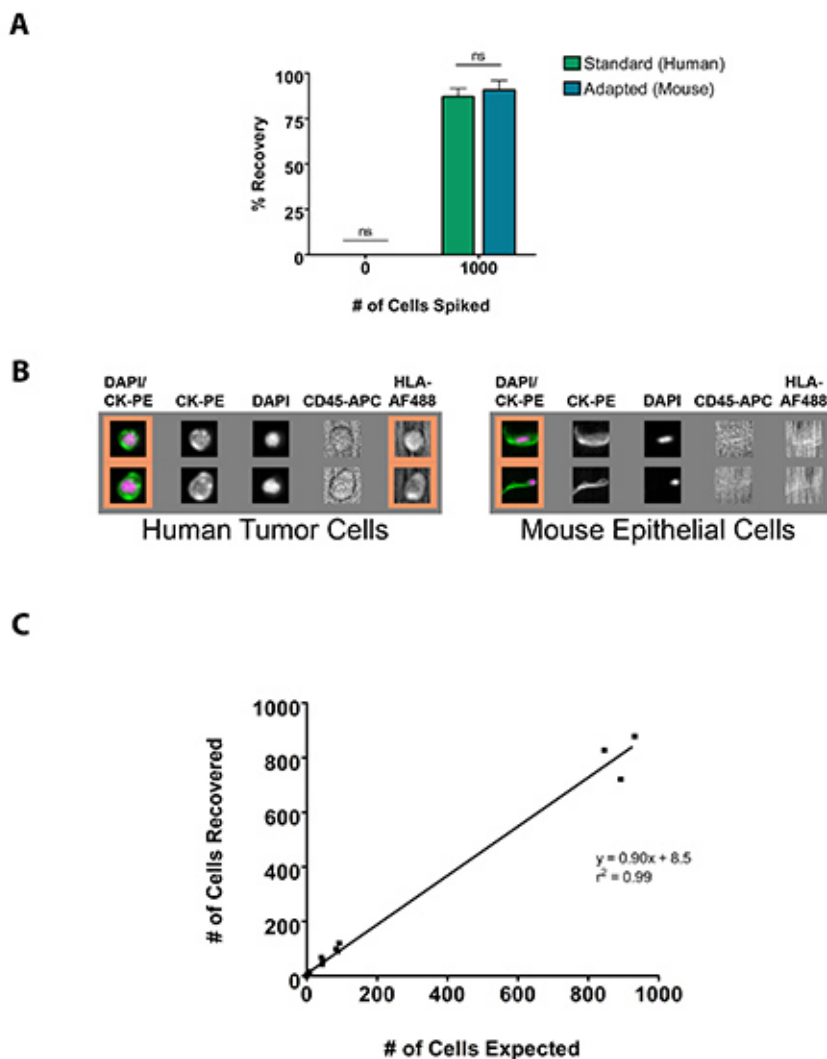 A
ns
Standard (Human)
Adapted (Mouse)
100
75
50
25
0
% Recovery
ns
0
1000
# of Cells Spiked
B
DAPI/
CK-PE
CK-PE
DAPI
CD45-APC
HLA-
AF488
Human Tumor Cells
DAPI/
CK-PE
CK-PE
DAPI
CD45-APC
HLA-
AF488
Mouse Epithelial Cells
C
1000
800
600
400
200
0
# of Cells Recovered
y = 0.90x + 8.5
r² = 0.99
0
200
400
600
800
1000
# of Cells Expected